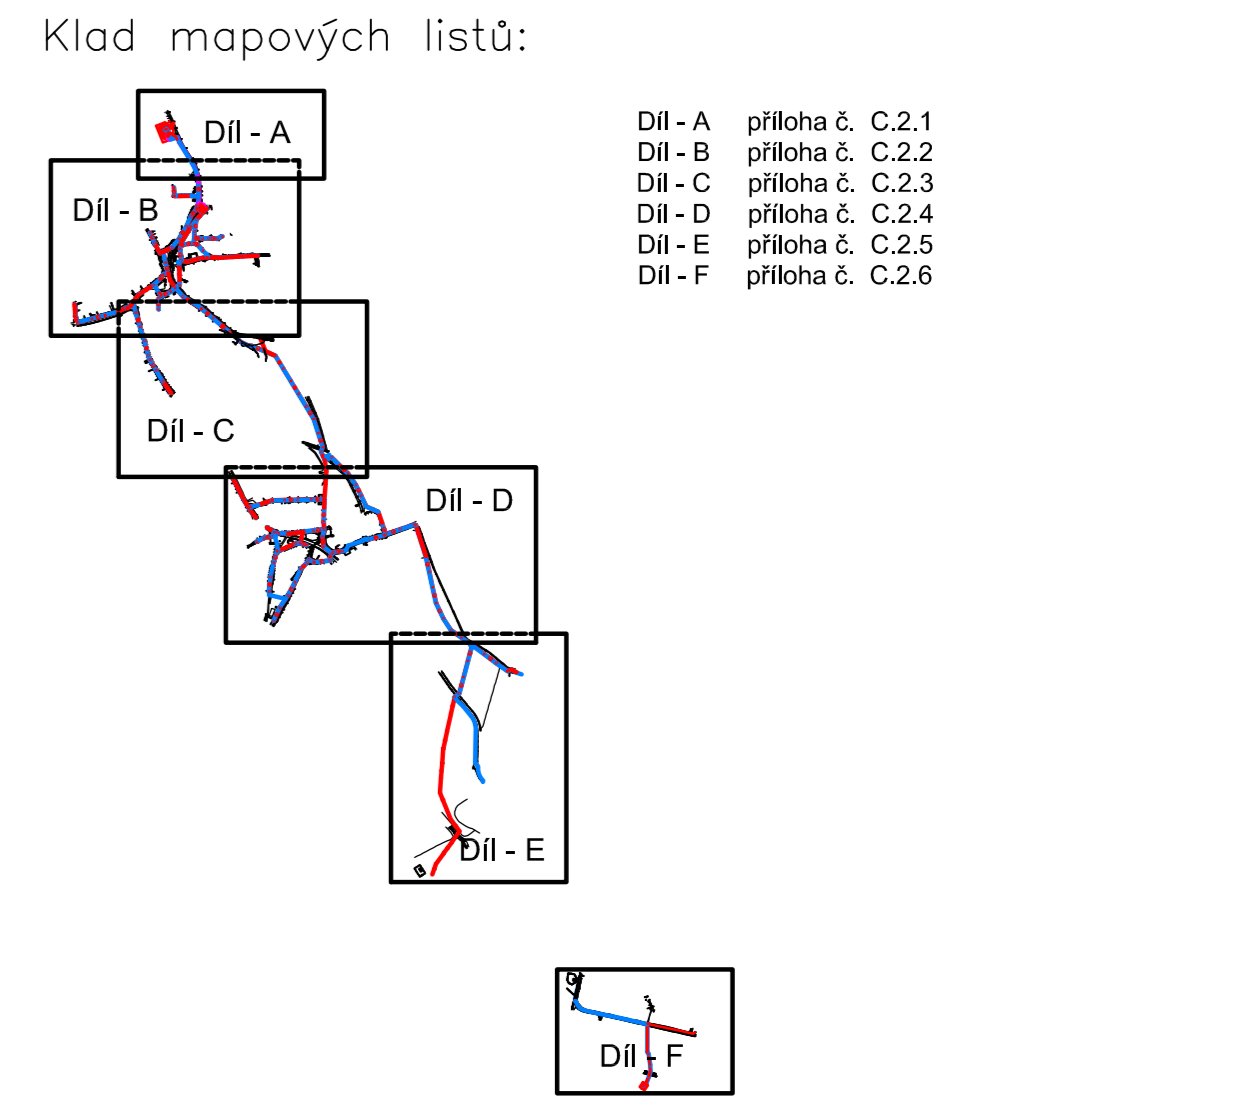 Klad mapových listů:
Díl - A
Díl - B
Díl - C
Díl - D
Díl - E
Díl - F
Díl - A příloha č. C.2.1
Díl - B příloha č. C.2.2
Díl - C příloha č. C.2.3
Díl - D příloha č. C.2.4
Díl - E příloha č. C.2.5
Díl - F příloha č. C.2.6